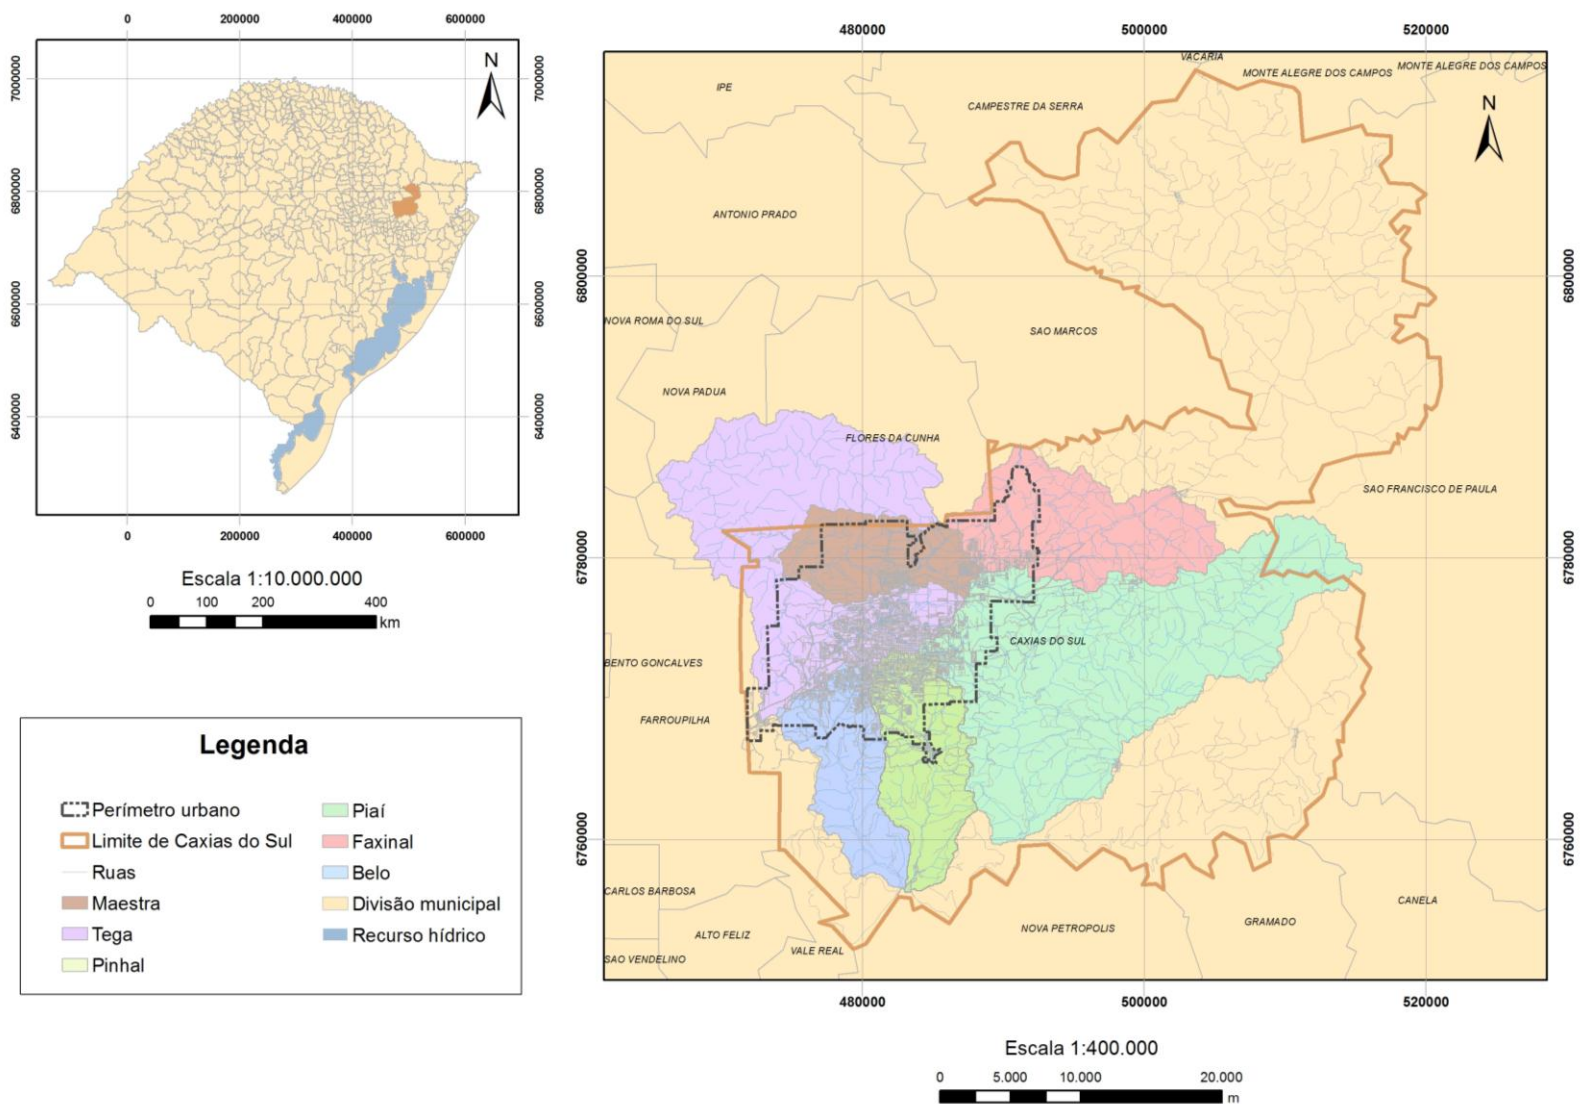 0 200000 400000 600000
7000000
6800000
6600000
6400000
N
7000000
6800000
6600000
6400000
0 200000 400000 600000
Escala 1:10.000.000
0 100 200 400
km
Legenda
Perímetro urbano
Limite de Caxias do Sul
Ruas
Maestra
Tega
Pinhal
Piaí
Faxinal
Belo
Divisão municipal
Recurso hídrico
480000 500000 520000
VACARIA
MONTE ALEGRE DOS CAMPOS
MONTE ALEGRE DOS CAMPOS
IPE
CAMPESTRE DA SERRA
N
ANTONIO PRADO
6800000
6800000
NOVA ROMA DO SUL
SAO MARCOS
NOVA PADUA
FLORES DA CUNHA
SAO FRANCISCO DE PAULA
6780000
6780000
CAXIAS DO SUL
BENTO GONCALVES
FARROUPILHA
6760000
6760000
CARLOS BARBOSA
CANELA
GRAMADO
NOVA PETROPOLIS
ALTO FELIZ
VALE REAL
SAO VENDELINO
480000 500000 520000
Escala 1:400.000
0 5.000 10.000 20.000
m